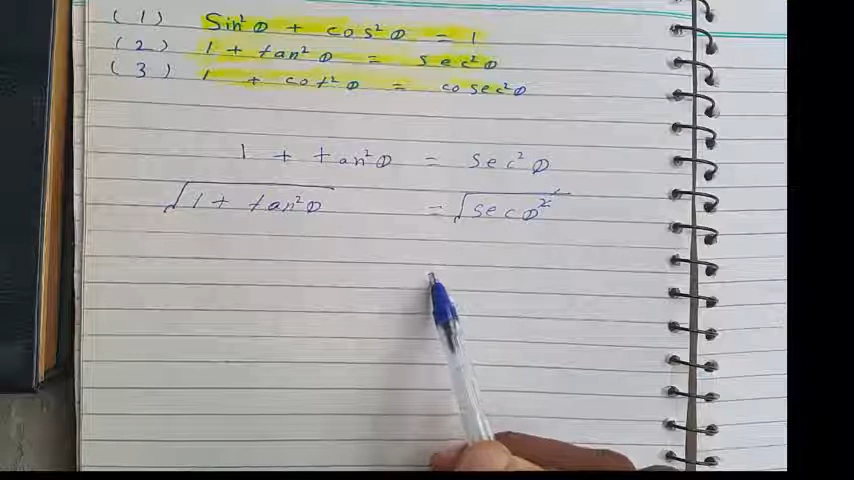 (1) Sin²θ + cos²θ = 1
(2) 1 + tan²θ = sec²θ
(3) 1 + cot²θ = cosec²θ
1 + tan²θ = sec²θ
√1 + tan²θ = √secθ²